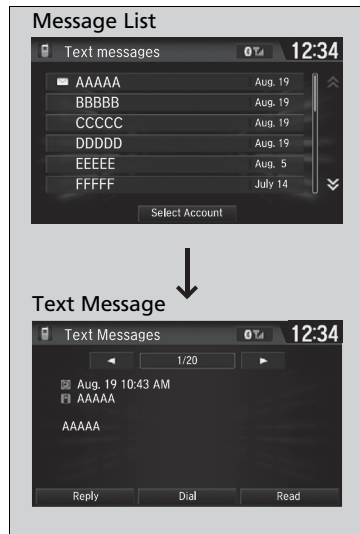 Message List
Text messages 12:34
AAAAA Aug. 19
BBBBB Aug. 19
CCCCC Aug. 19
DDDDD Aug. 19
EEEEE Aug. 5
FFFFF July 14
Select Account
Text Message
Text Messages 12:34
1/20
Aug. 19 10:43 AM
AAAAA
AAAAA
Reply Dial Read